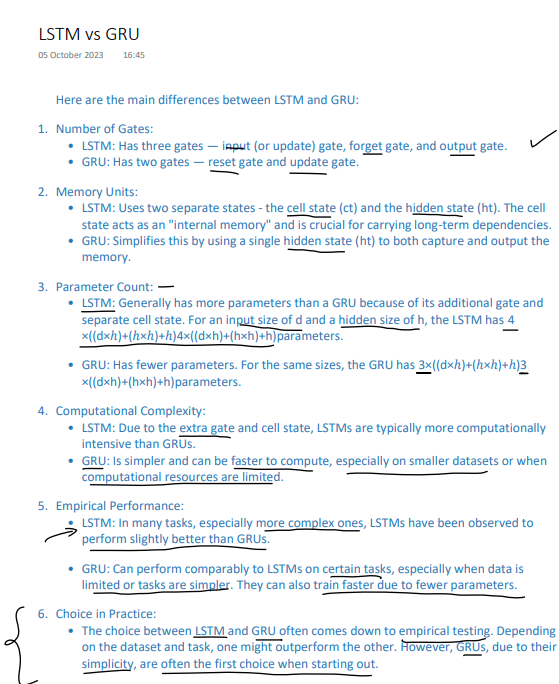 LSTM vs GRU
05 October 2023 16:45
Here are the main differences between LSTM and GRU:
1. Number of Gates:
• LSTM: Has three gates — input (or update) gate, forget gate, and output gate.
• GRU: Has two gates — reset gate and update gate.
2. Memory Units:
• LSTM: Uses two separate states - the cell state (ct) and the hidden state (ht). The cell
state acts as an "internal memory" and is crucial for carrying long-term dependencies.
• GRU: Simplifies this by using a single hidden state (ht) to both capture and output the
memory.
3. Parameter Count:
• LSTM: Generally has more parameters than a GRU because of its additional gate and
separate cell state. For an input size of d and a hidden size of h, the LSTM has 4
×((d×ℎ)+(ℎ×ℎ)+ℎ)4×((d×h)+(h×h)+h)parameters.
• GRU: Has fewer parameters. For the same sizes, the GRU has 3×((d×ℎ)+(ℎ×ℎ)+ℎ)3
×((d×h)+(h×h)+h)parameters.
4. Computational Complexity:
• LSTM: Due to the extra gate and cell state, LSTMs are typically more computationally
intensive than GRUs.
• GRU: Is simpler and can be faster to compute, especially on smaller datasets or when
computational resources are limited.
5. Empirical Performance:
• LSTM: In many tasks, especially more complex ones, LSTMs have been observed to
perform slightly better than GRUs.
• GRU: Can perform comparably to LSTMs on certain tasks, especially when data is
limited or tasks are simpler. They can also train faster due to fewer parameters.
6. Choice in Practice:
• The choice between LSTM and GRU often comes down to empirical testing. Depending
on the dataset and task, one might outperform the other. However, GRUs, due to their
simplicity, are often the first choice when starting out.